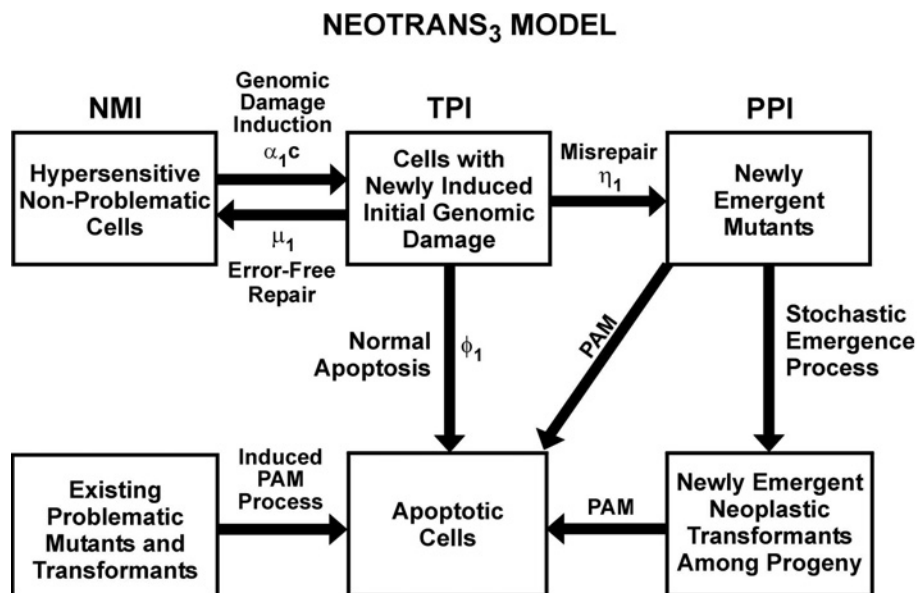 NEOTRANS₃ MODEL
NMI
Genomic
Damage
Induction
α₁c
TPI
PPI
Hypersensitive
Non-Problematic
Cells
μ₁
Error-Free
Repair
Cells with
Newly Induced
Initial Genomic
Damage
Misrepair
η₁
Newly
Emergent
Mutants
Normal
Apoptosis
ϕ₁
PAM
Stochastic
Emergence
Process
Existing
Problematic
Mutants and
Transformants
Induced
PAM
Process
Apoptotic
Cells
PAM
Newly Emergent
Neoplastic
Transformants
Among Progeny